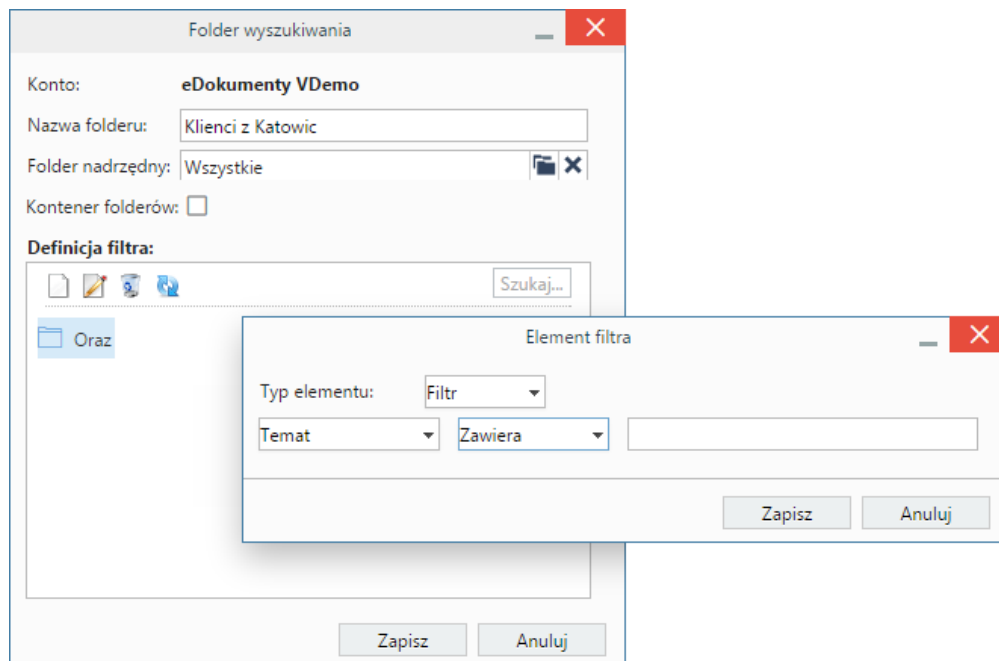 Folder wyszukiwania
Konto: eDokumenty VDemo
Nazwa folderu: Klienci z Katowic
Folder nadrzędny: Wszystkie
Kontener folderów:
Definicja filtra:
Szukaj...
Oraz
Element filtra
Typ elementu: Filtr
Temat Zawiera
Zapisz Anuluj
Zapisz Anuluj